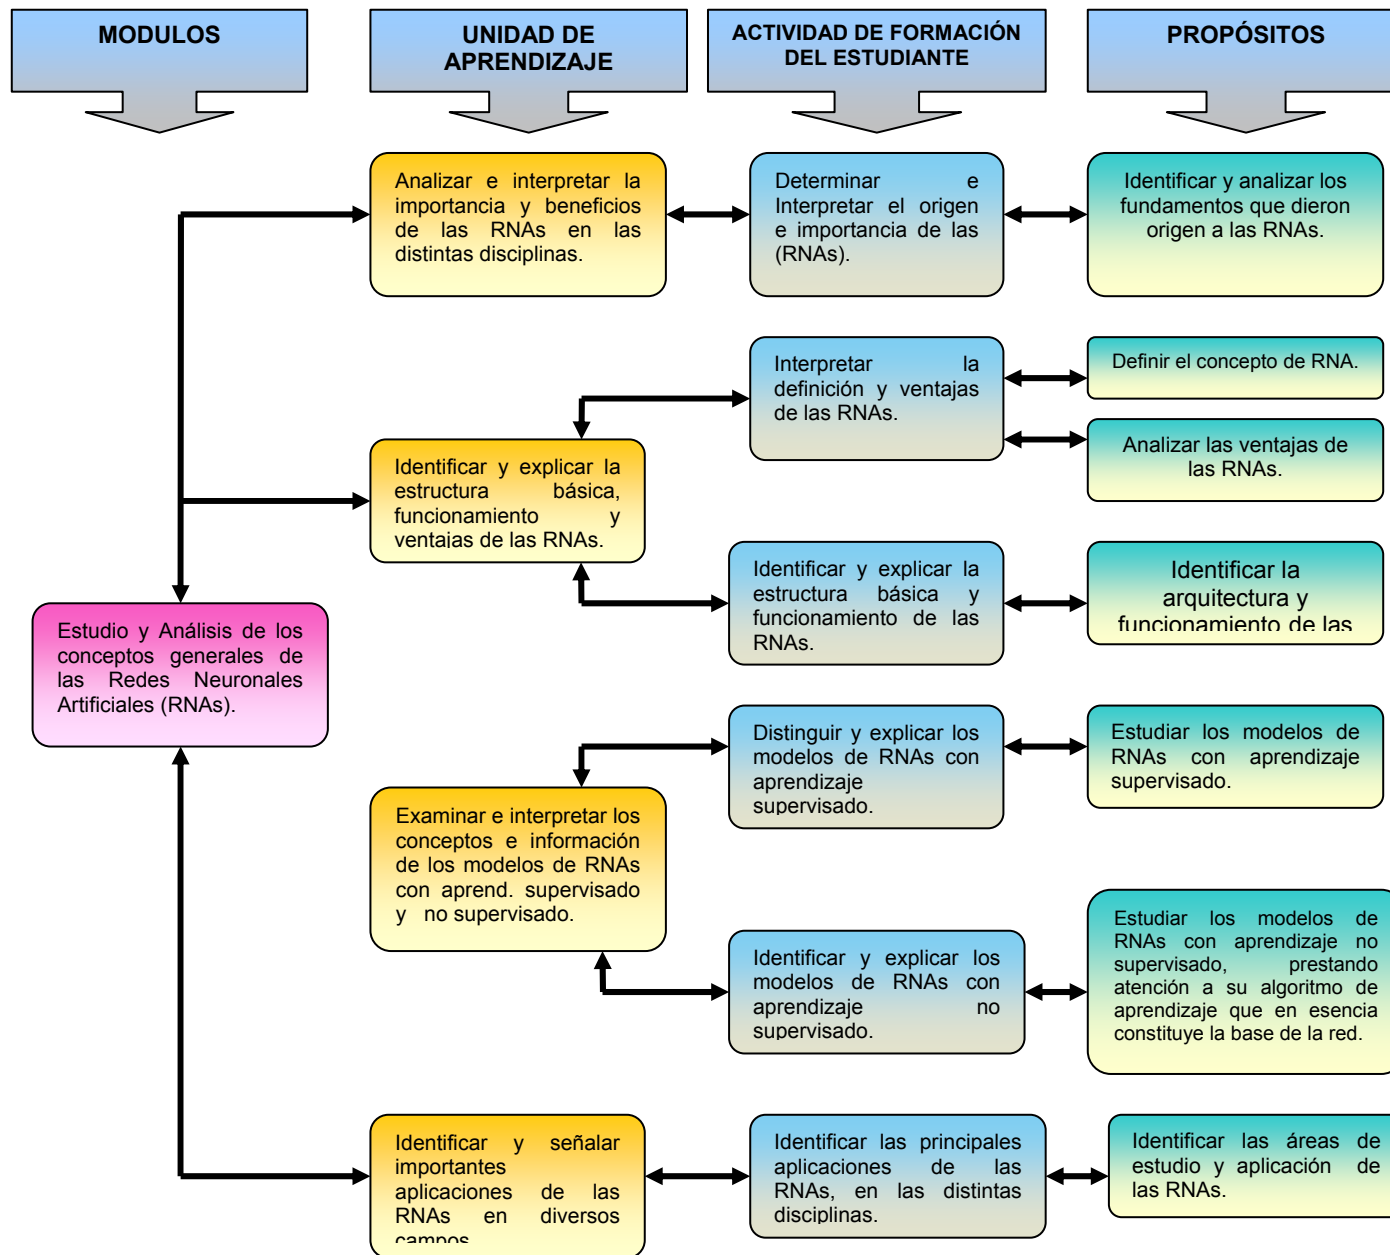 MODULOS
UNIDAD DE
APRENDIZAJE
ACTIVIDAD DE FORMACIÓN
DEL ESTUDIANTE
PROPÓSITOS
Analizar e interpretar la
importancia y beneficios
de las RNAs en las
distintas disciplinas.
Determinar e
Interpretar el origen
e importancia de las
(RNAs).
Identificar y analizar los
fundamentos que dieron
origen a las RNAs.
Interpretar la
definición y ventajas
de las RNAs.
Definir el concepto de RNA.
Analizar las ventajas de
las RNAs.
Identificar y explicar la
estructura básica,
funcionamiento y
ventajas de las RNAs.
Identificar y explicar la
estructura básica y
funcionamiento de las
RNAs.
Identificar la
arquitectura y
funcionamiento de las
Estudio y Análisis de los
conceptos generales de
las Redes Neuronales
Artificiales (RNAs).
Distinguir y explicar los
modelos de RNAs con
aprendizaje
supervisado.
Estudiar los modelos de
RNAs con aprendizaje
supervisado.
Examinar e interpretar los
conceptos e información
de los modelos de RNAs
con aprend. supervisado
y no supervisado.
Identificar y explicar los
modelos de RNAs con
aprendizaje no
supervisado.
Estudiar los modelos de
RNAs con aprendizaje no
supervisado, prestando
atención a su algoritmo de
aprendizaje que en esencia
constituye la base de la red.
Identificar y señalar
importantes
aplicaciones de las
RNAs en diversos
campos
Identificar las principales
aplicaciones de las
RNAs, en las distintas
disciplinas.
Identificar las áreas de
estudio y aplicación de
las RNAs.